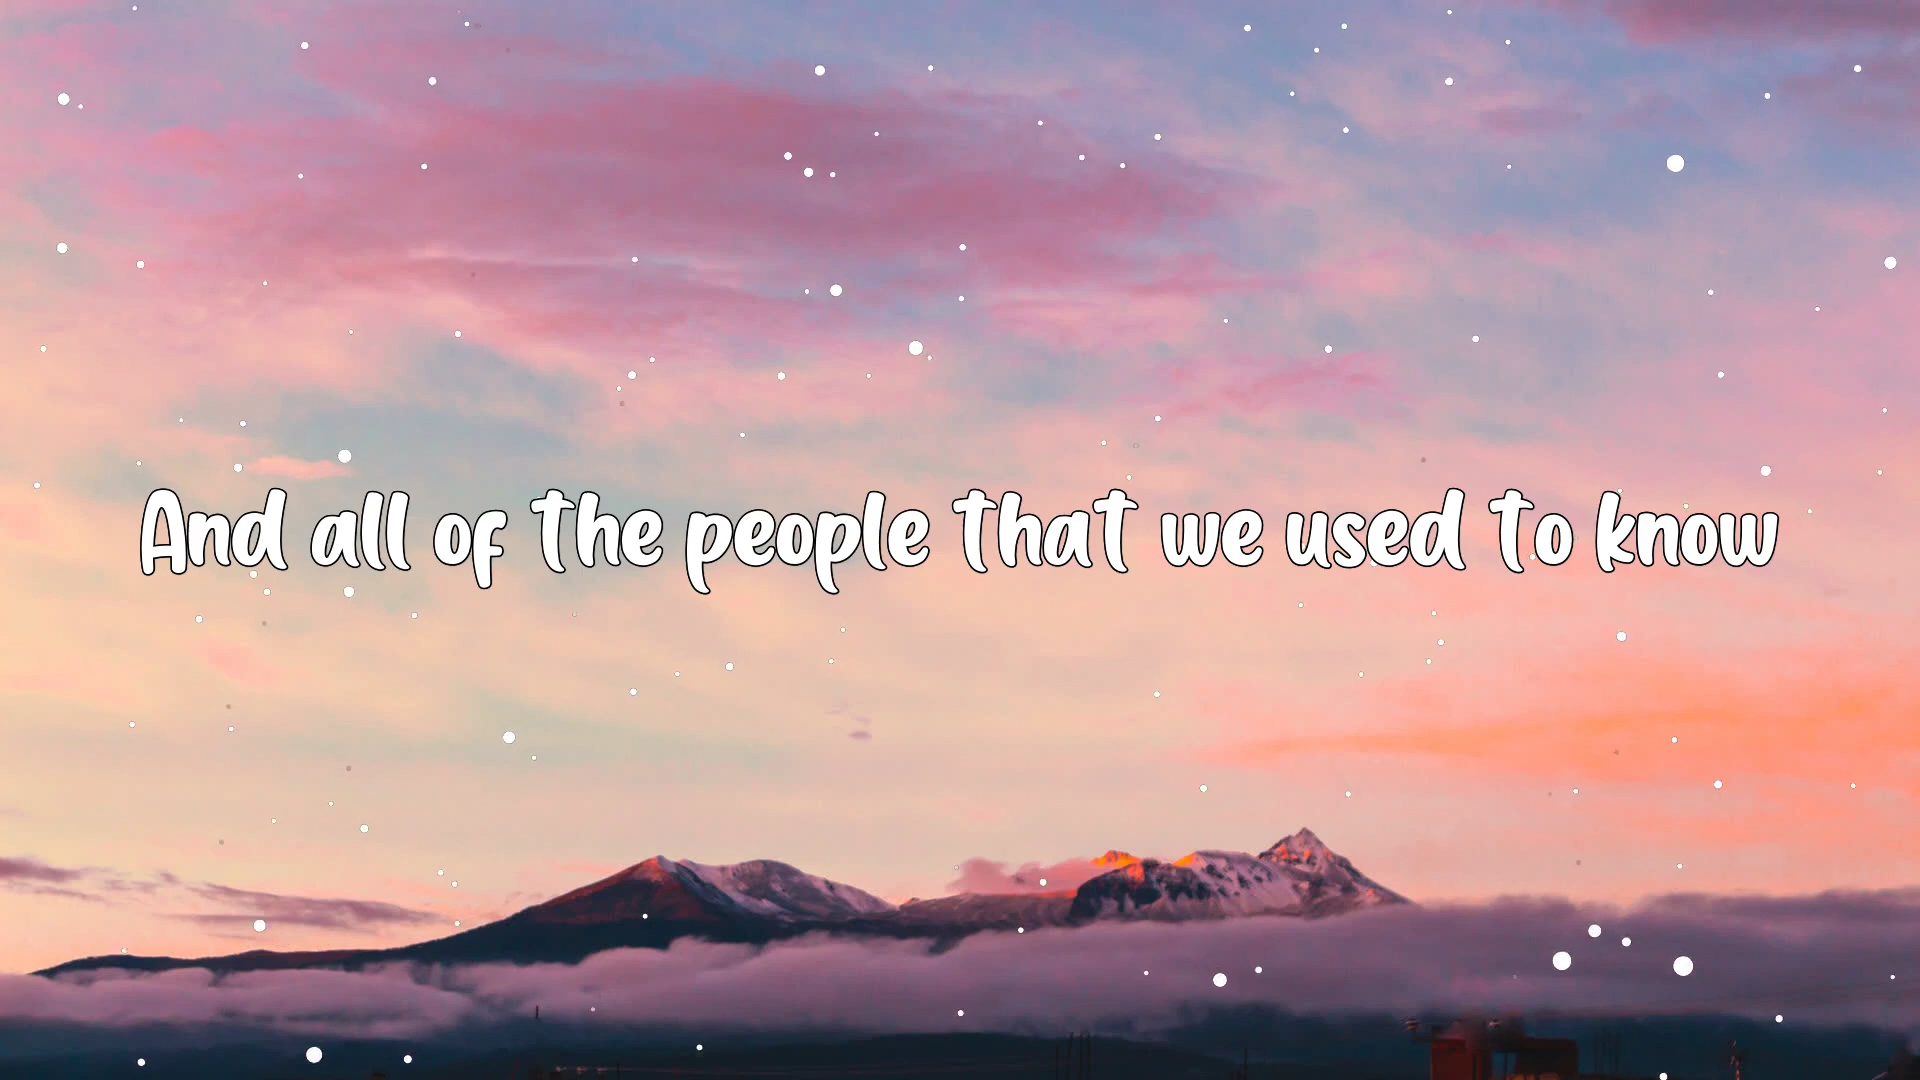 And all of the people that we used to know